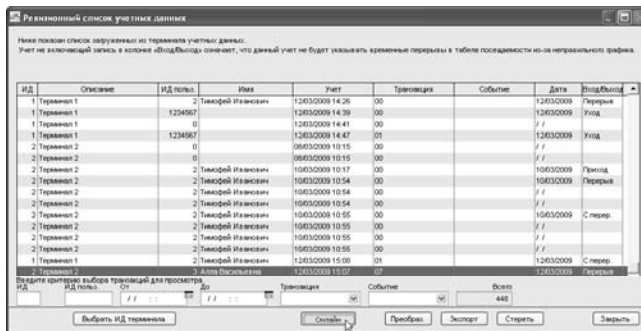 Ревизионный список учетных данных
Ниже показан список загруженных из терминала учетных данных.
Учет не включающий запись в колонке «Вход/Выход» означает, что данный учет не будет указывать временные перерывы в табеле посещаемости из-за неправильного графика.
ИД Описание ИД польз. Имя Учет Транзакция Событие Дата Вход/Выход
1 Терминал 1 2 Тимофей Иванович 12/03/2009 14:26 00 12/03/2009 Перерыв
1 Терминал 1 1234567 12/03/2009 14:39 00 12/03/2009 Уход
1 Терминал 1 0 12/03/2009 14:41 00 / /
1 Терминал 1 1234567 12/03/2009 14:47 01 12/03/2009 Уход
2 Терминал 2 0 06/03/2009 10:15 00 / /
2 Терминал 2 0 06/03/2009 10:15 00 / /
2 Терминал 2 2 Тимофей Иванович 10/03/2009 10:17 00 10/03/2009 Приход
2 Терминал 2 2 Тимофей Иванович 10/03/2009 10:54 00 10/03/2009 Перерыв
2 Терминал 2 2 Тимофей Иванович 10/03/2009 10:54 00 / /
2 Терминал 2 2 Тимофей Иванович 10/03/2009 10:54 00 / /
2 Терминал 2 2 Тимофей Иванович 10/03/2009 10:55 00 10/03/2009 С перер.
2 Терминал 2 2 Тимофей Иванович 10/03/2009 10:55 00 / /
2 Терминал 2 2 Тимофей Иванович 10/03/2009 10:55 00 / /
1 Терминал 1 2 Тимофей Иванович 12/03/2009 15:08 01 12/03/2009 С перер.
2 Терминал 2 3 Алла Васильевна 12/03/2009 15:07 07 12/03/2009 Перерыв
Введите критерию выбора транзакций для просмотра
ИД ИД польз. От До Транзакция Событие Всего
/ / : : / / : : 448
Выбрать ИД терминала Онлайн Преобраз. Экспорт Стереть Закрыть